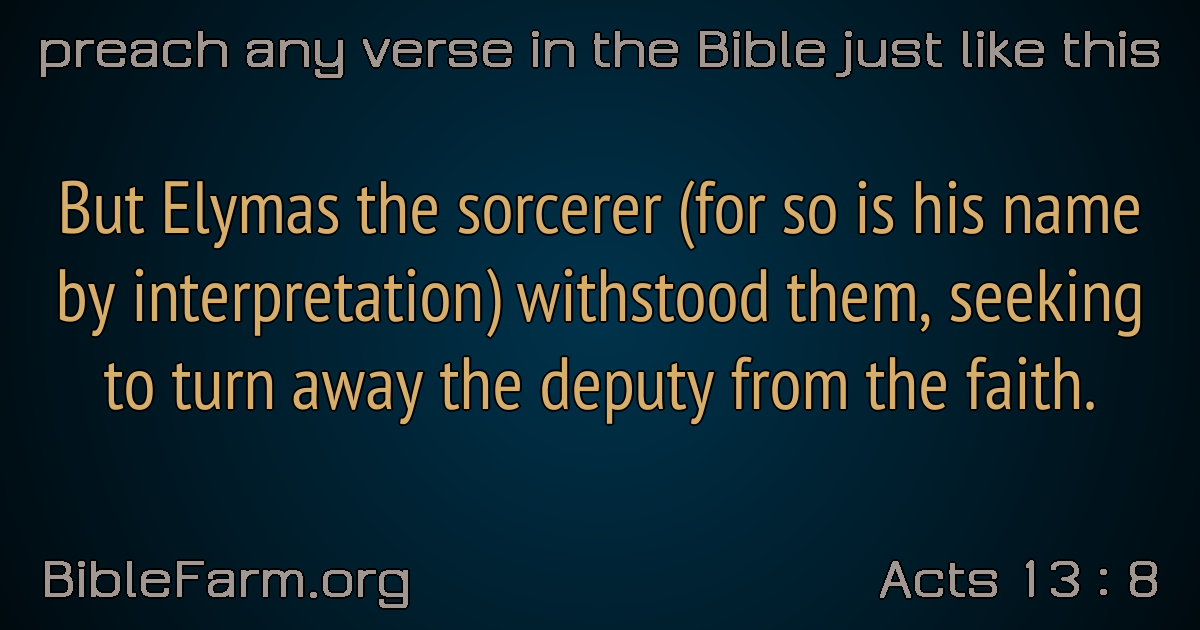 preach any verse in the Bible just like this
But Elymas the sorcerer (for so is his name
by interpretation) withstood them, seeking
to turn away the deputy from the faith.
BibleFarm.org
Acts 13 : 8